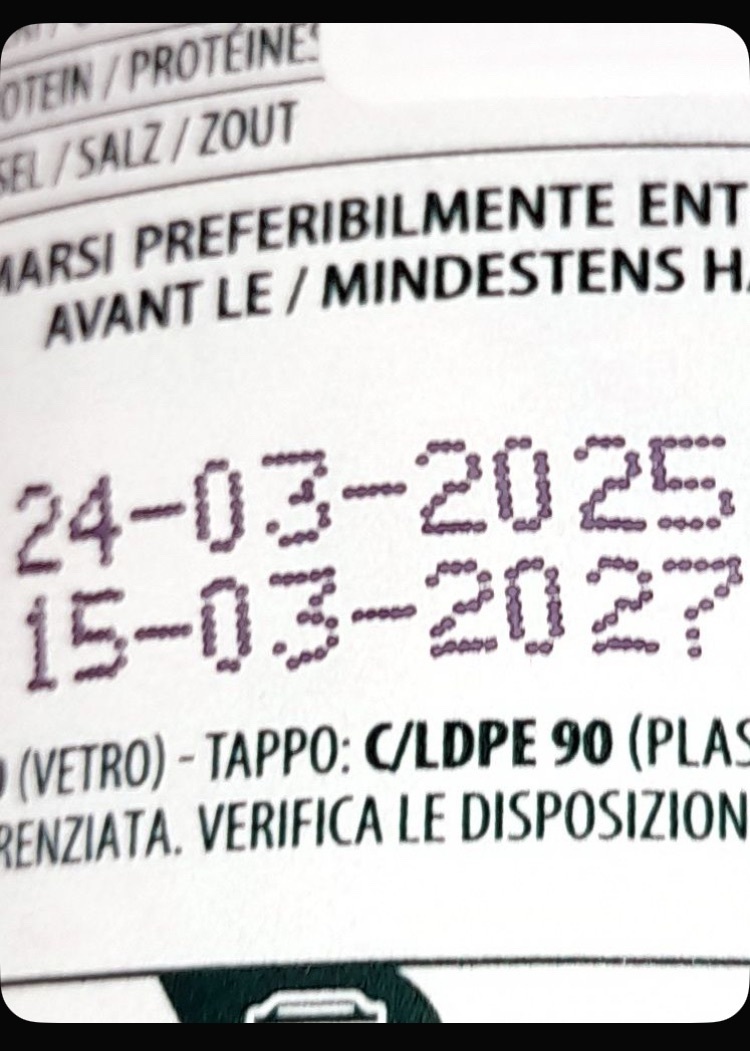 OTEIN / PROTÉINES
SEL / SALZ / ZOUT
MARSI PREFERIBILMENTE ENT
AVANT LE / MINDESTENS HA
24-03-2025
15-03-2027
(VETRO) - TAPPO: C/LDPE 90 (PLAS
RENZIATA. VERIFICA LE DISPOSIZION